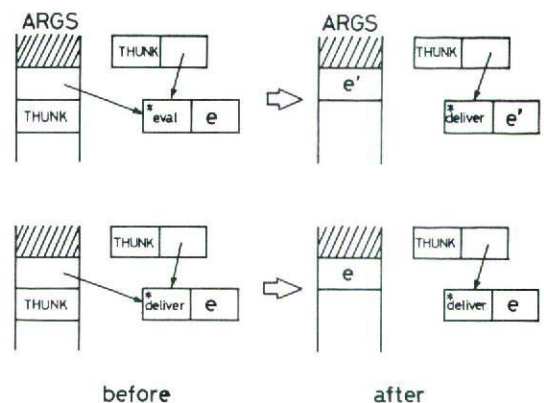 ARGS
ARGS
THUNK
THUNK
e'
THUNK
* eval e
* deliver e'
THUNK
THUNK
e
THUNK
* deliver e
* deliver e
before
after